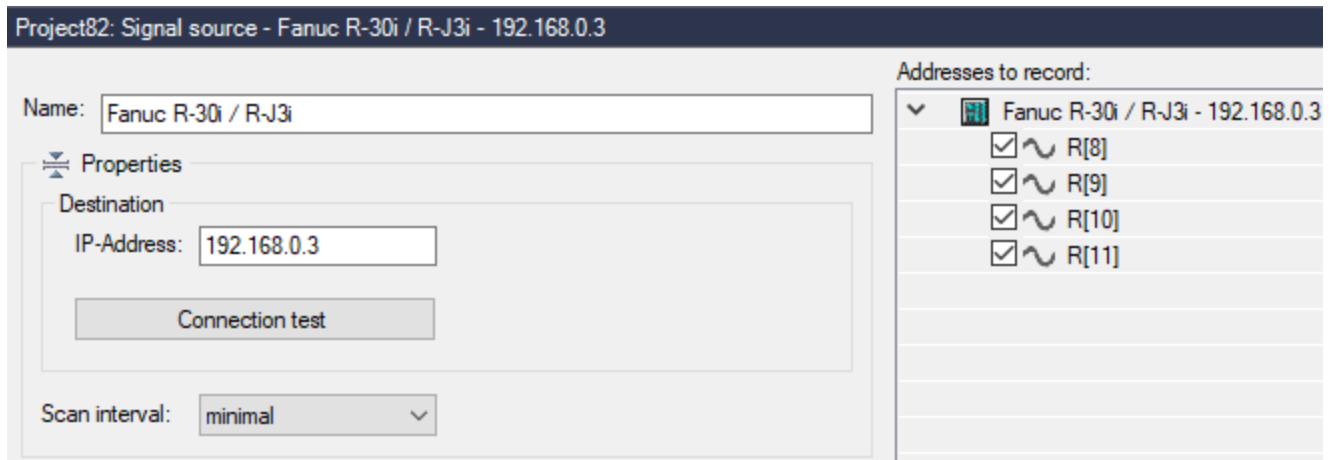 Project82: Signal source - Fanuc R-30i / R-J3i - 192.168.0.3
Name: Fanuc R-30i / R-J3i
Properties
Destination
IP-Address: 192.168.0.3
Connection test
Scan interval: minimal
Addresses to record:
Fanuc R-30i / R-J3i - 192.168.0.3
R[8]
R[9]
R[10]
R[11]